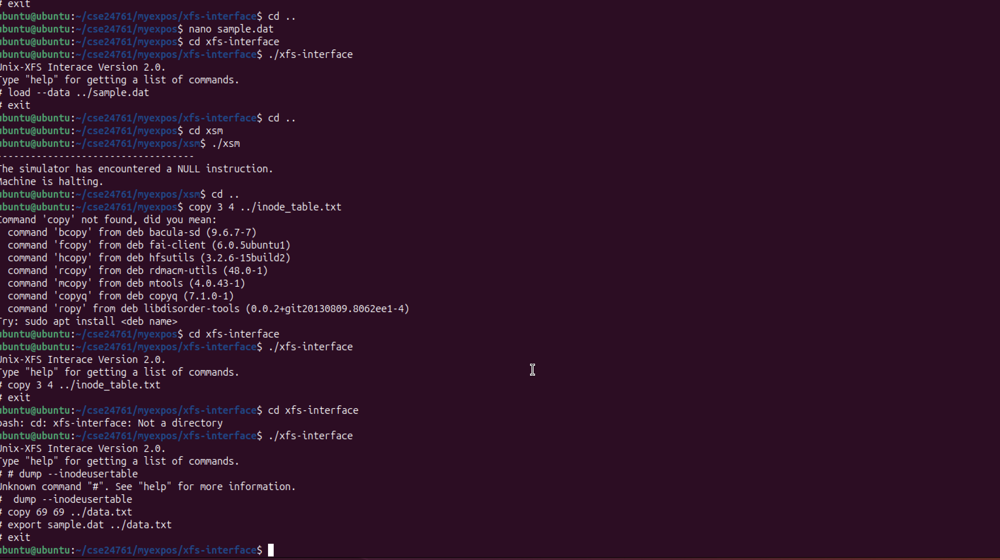 # exit
ubuntu@ubuntu:~/cse24761/myexpos/xfs-interface$ cd ..
ubuntu@ubuntu:~/cse24761/myexpos$ nano sample.dat
ubuntu@ubuntu:~/cse24761/myexpos$ cd xfs-interface
ubuntu@ubuntu:~/cse24761/myexpos/xfs-interface$ ./xfs-interface
Unix-XFS Interace Version 2.0.
Type "help" for getting a list of commands.
# load --data ../sample.dat
# exit
ubuntu@ubuntu:~/cse24761/myexpos/xfs-interface$ cd ..
ubuntu@ubuntu:~/cse24761/myexpos$ cd xsm
ubuntu@ubuntu:~/cse24761/myexpos/xsm$ ./xsm
-----------------------------------
The simulator has encountered a NULL instruction.
Machine is halting.
ubuntu@ubuntu:~/cse24761/myexpos/xsm$ cd ..
ubuntu@ubuntu:~/cse24761/myexpos$ copy 3 4 ../inode_table.txt
Command 'copy' not found, did you mean:
  command 'bcopy' from deb bacula-sd (9.6.7-7)
  command 'fcopy' from deb fai-client (6.0.5ubuntu1)
  command 'hcopy' from deb hfsutils (3.2.6-15build2)
  command 'rcopy' from deb rdmacm-utils (48.0-1)
  command 'mcopy' from deb mtools (4.0.43-1)
  command 'copyq' from deb copyq (7.1.0-1)
  command 'ropy' from deb libdisorder-tools (0.0.2+git20130809.8062ee1-4)
Try: sudo apt install <deb name>
ubuntu@ubuntu:~/cse24761/myexpos$ cd xfs-interface
ubuntu@ubuntu:~/cse24761/myexpos/xfs-interface$ ./xfs-interface
Unix-XFS Interace Version 2.0.
Type "help" for getting a list of commands.
# copy 3 4 ../inode_table.txt
# exit
ubuntu@ubuntu:~/cse24761/myexpos/xfs-interface$ cd xfs-interface
bash: cd: xfs-interface: Not a directory
ubuntu@ubuntu:~/cse24761/myexpos/xfs-interface$ ./xfs-interface
Unix-XFS Interace Version 2.0.
Type "help" for getting a list of commands.
# # dump --inodeusertable
Unknown command "#". See "help" for more information.
#  dump --inodeusertable
# copy 69 69 ../data.txt
# export sample.dat ../data.txt
# exit
ubuntu@ubuntu:~/cse24761/myexpos/xfs-interface$